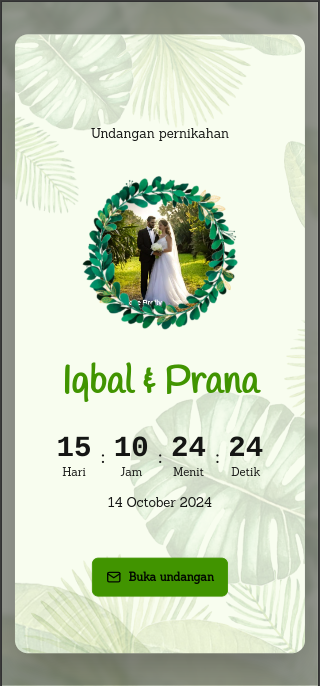 Undangan pernikahan
Iqbal & Prana
15 : 10 : 24 : 24
Hari Jam Menit Detik
14 October 2024
Buka undangan